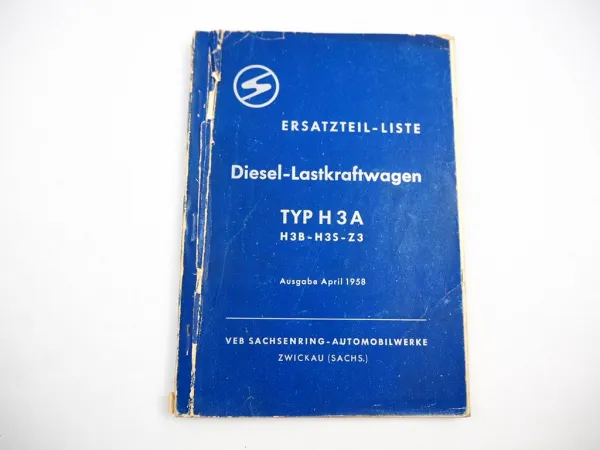 ERSATZTEIL-LISTE
Diesel-Lastkraftwagen
TYP H 3 A
H3B-H3S-Z3
Ausgabe April 1958
VEB SACHSENRING-AUTOMOBILWERKE
ZWICKAU (SACHS.)